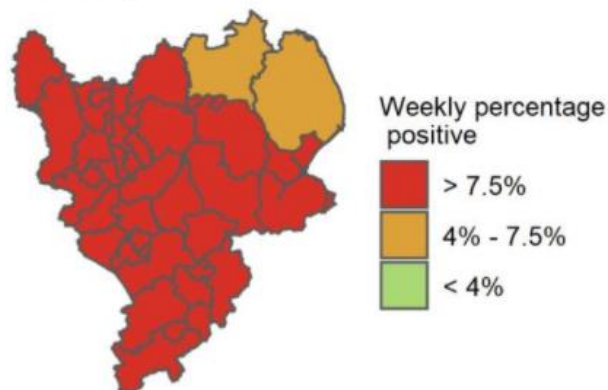 Weekly percentage
positive
> 7.5%
4% - 7.5%
< 4%